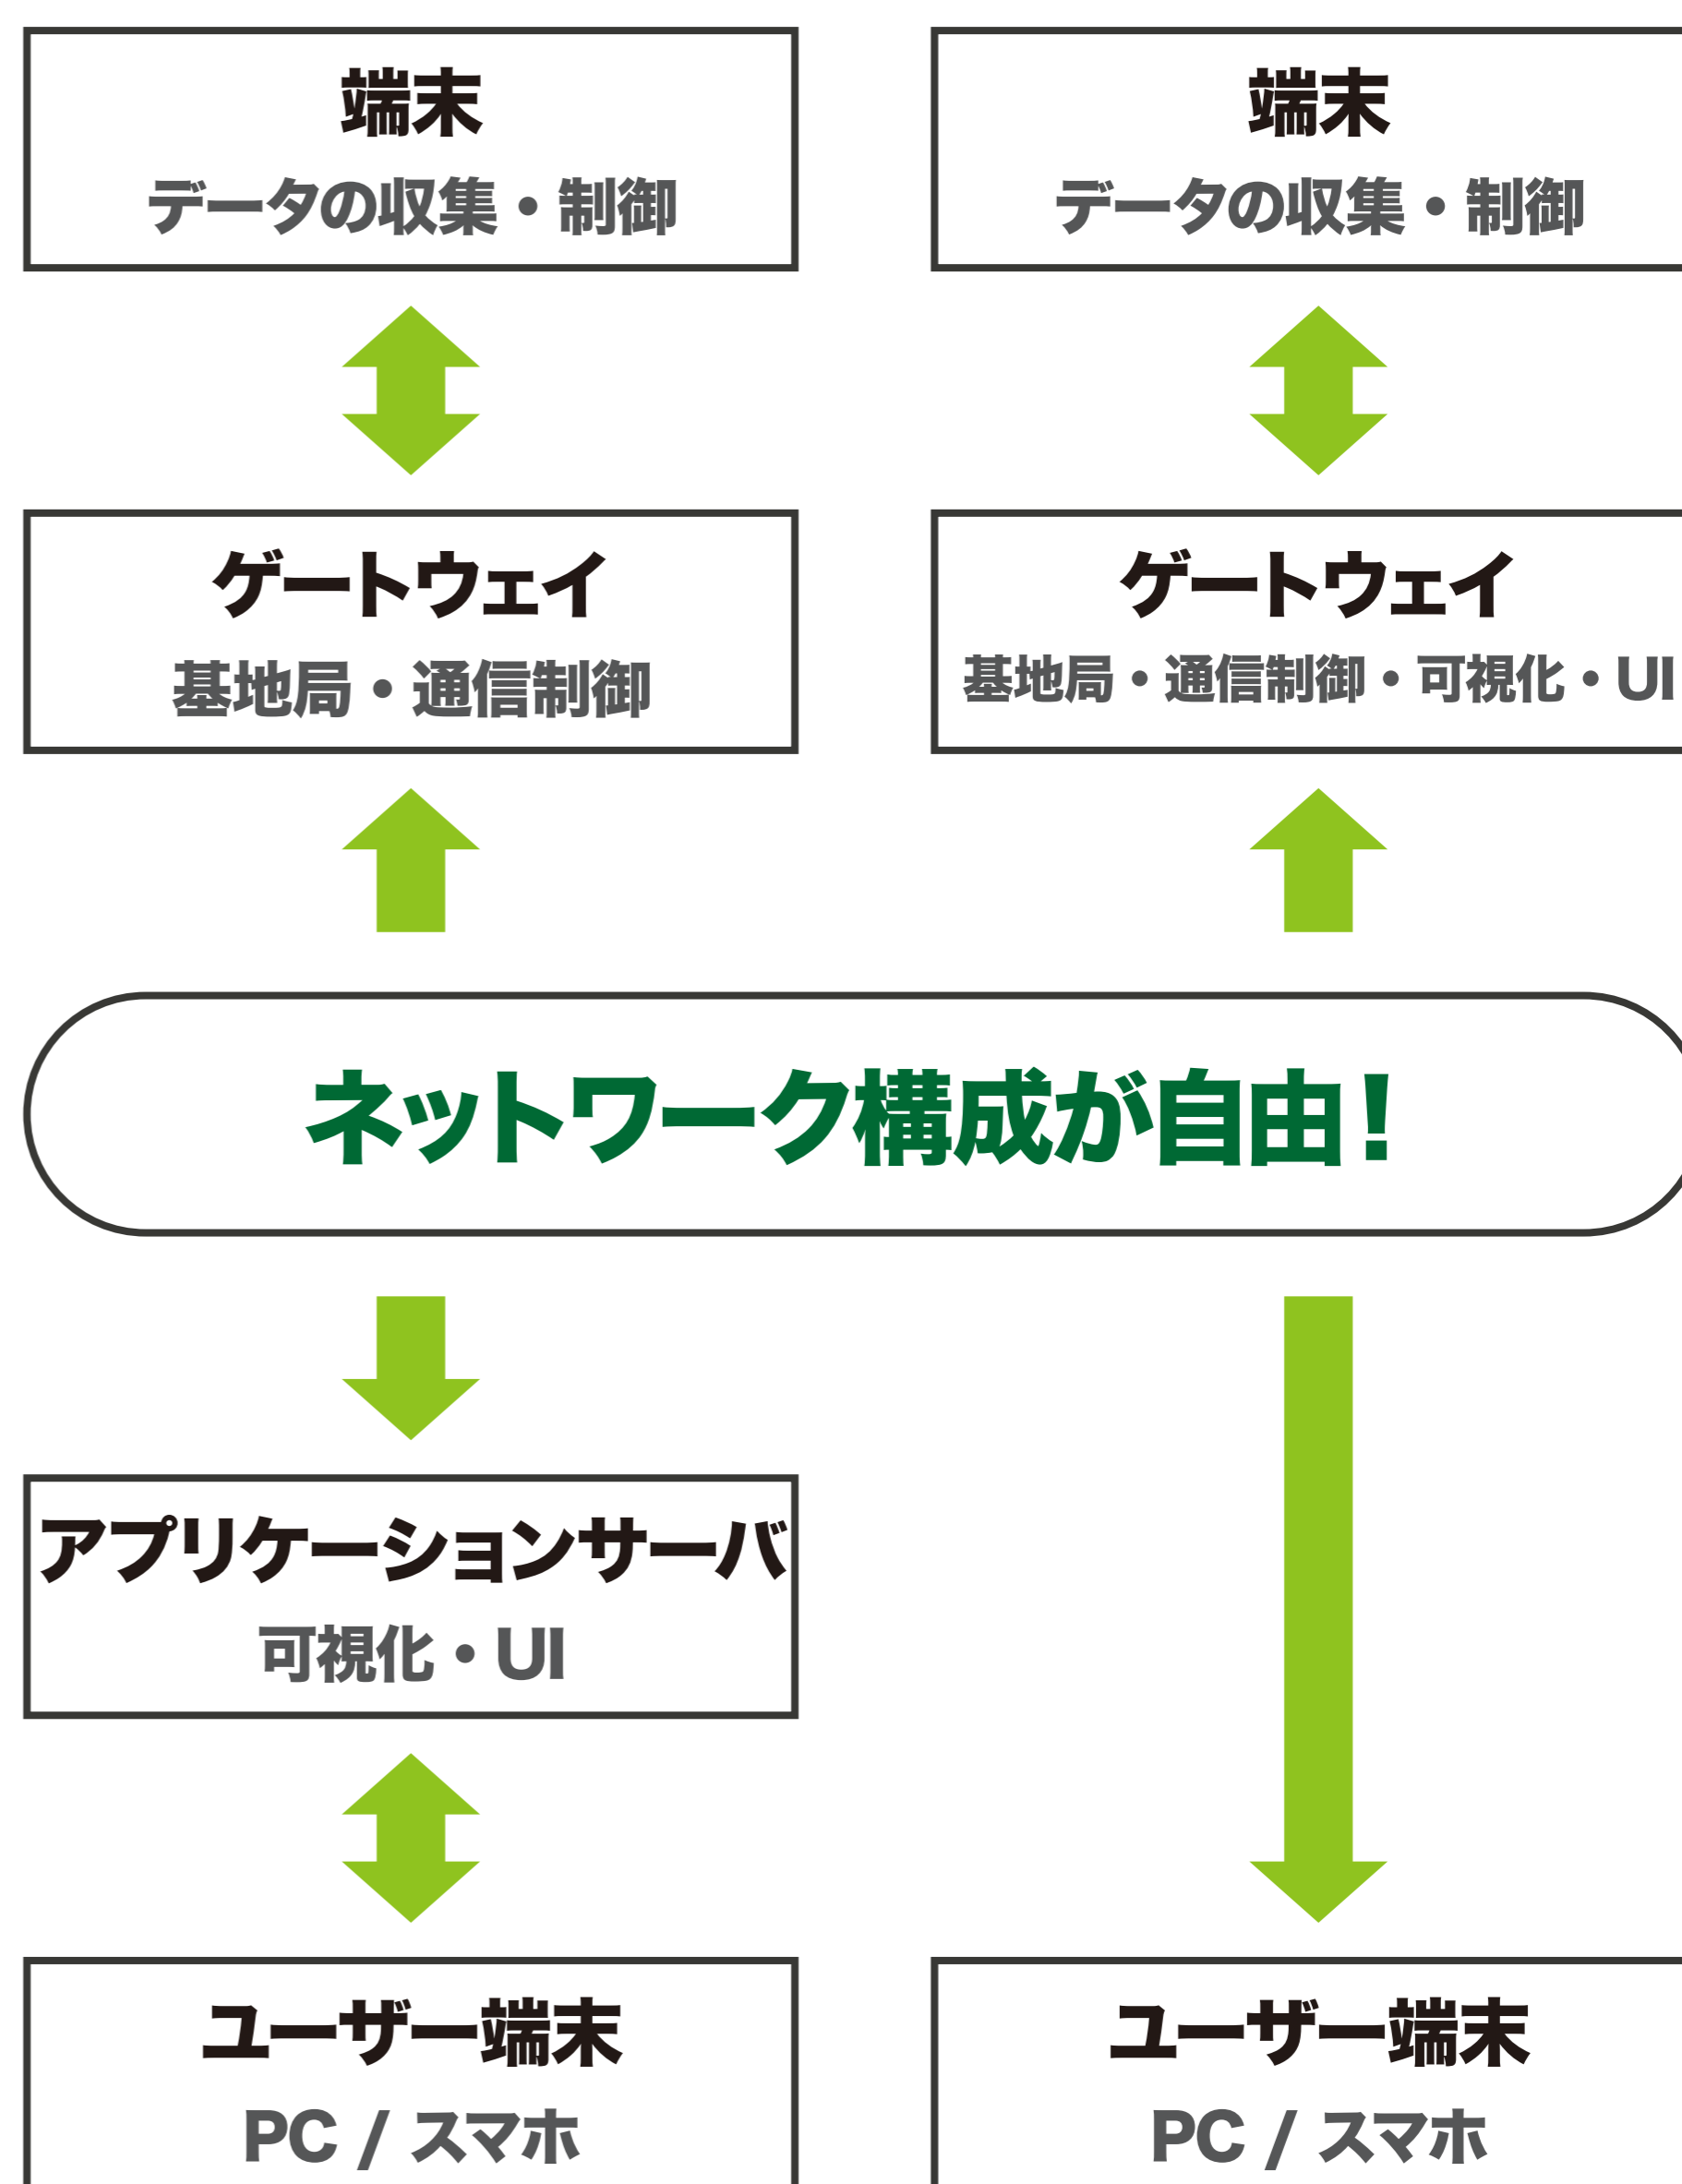 端末
データの収集・制御
端末
データの収集・制御
ゲートウェイ
基地局・通信制御
ゲートウェイ
基地局・通信制御・可視化・UI
ネットワーク構成が自由!
アプリケーションサーバ
可視化・UI
ユーザー端末
PC / スマホ
ユーザー端末
PC / スマホ